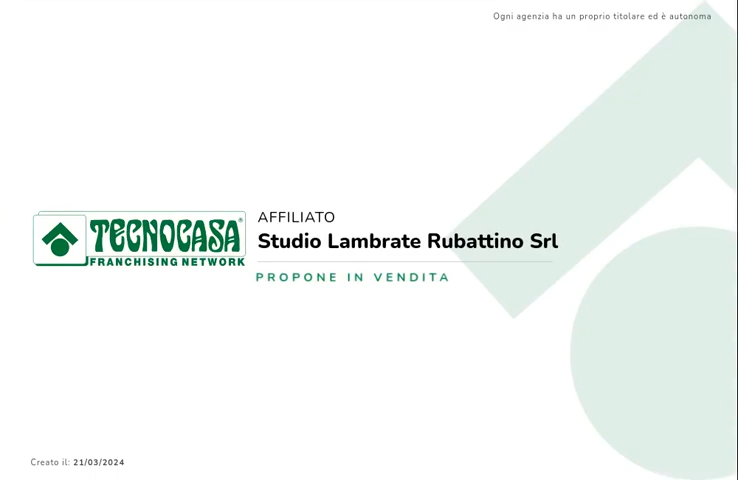 Ogni agenzia ha un proprio titolare ed è autonoma
AFFILIATO
TECNOCASA®
Studio Lambrate Rubattino Srl
FRANCHISING NETWORK
PROPONE IN VENDITA
Creato il: 21/03/2024